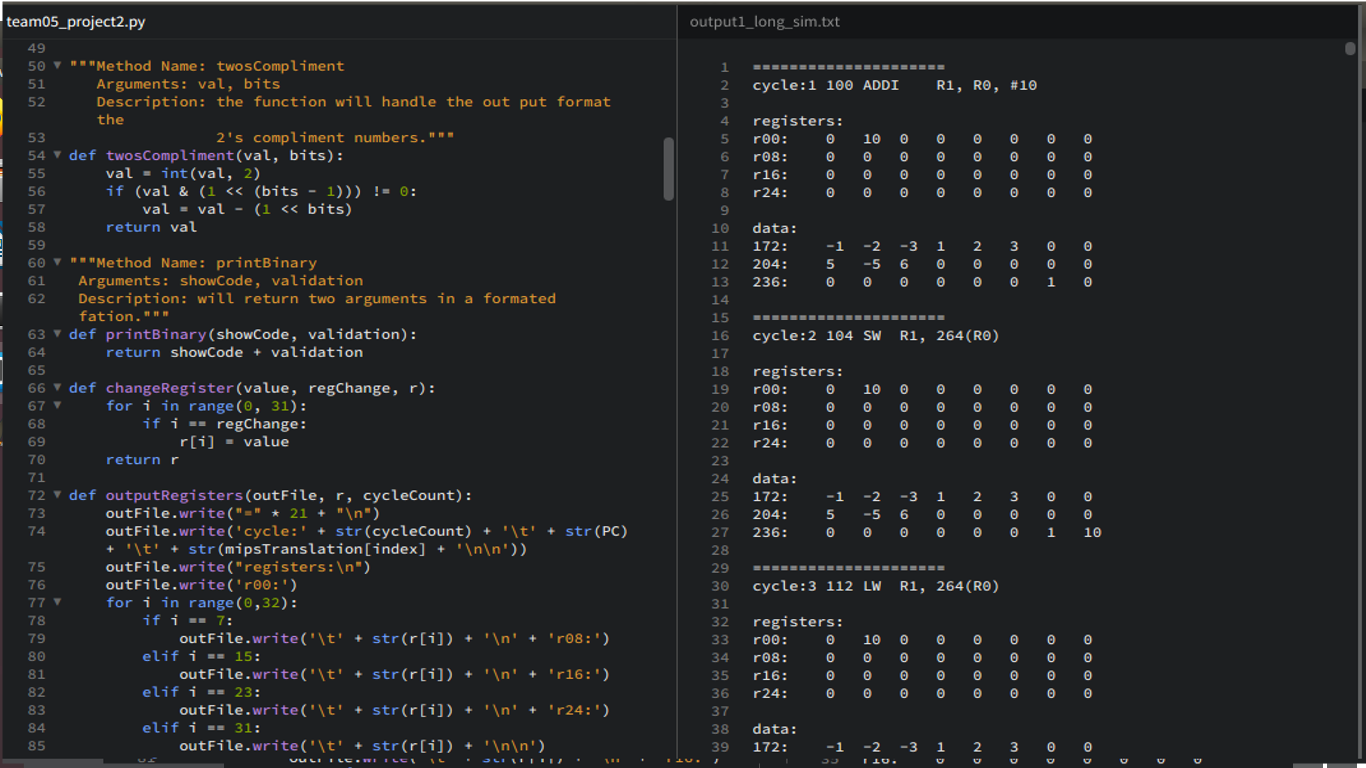 team05_project2.py
49
50 """Method Name: twosCompliment
51 Arguments: val, bits
52 Description: the function will handle the out put format
the
53 2's compliment numbers."""
54 def twosCompliment(val, bits):
55 val = int(val, 2)
56 if (val & (1 << (bits - 1))) != 0:
57 val = val - (1 << bits)
58 return val
59
60 """Method Name: printBinary
61 Arguments: showCode, validation
62 Description: will return two arguments in a formated
fation."""
63 def printBinary(showCode, validation):
64 return showCode + validation
65
66 def changeRegister(value, regChange, r):
67 for i in range(0, 31):
68 if i == regChange:
69 r[i] = value
70 return r
71
72 def outputRegisters(outFile, r, cycleCount):
73 outFile.write("=" * 21 + "\n")
74 outFile.write('cycle:' + str(cycleCount) + '\t' + str(PC)
+ '\t' + str(mipsTranslation[index] + '\n\n'))
75 outFile.write("registers:\n")
76 outFile.write('r00:')
77 for i in range(0,32):
78 if i == 7:
79 outFile.write('\t' + str(r[i]) + '\n' + 'r08:')
80 elif i == 15:
81 outFile.write('\t' + str(r[i]) + '\n' + 'r16:')
82 elif i == 23:
83 outFile.write('\t' + str(r[i]) + '\n' + 'r24:')
84 elif i == 31:
85 outFile.write('\t' + str(r[i]) + '\n\n')
output1_long_sim.txt
1 =====================
2 cycle:1 100 ADDI R1, R0, #10
3
4 registers:
5 r00: 0 10 0 0 0 0 0 0
6 r08: 0 0 0 0 0 0 0 0
7 r16: 0 0 0 0 0 0 0 0
8 r24: 0 0 0 0 0 0 0 0
9
10 data:
11 172: -1 -2 -3 1 2 3 0 0
12 204: 5 -5 6 0 0 0 0 0
13 236: 0 0 0 0 0 0 1 0
14
15 =====================
16 cycle:2 104 SW R1, 264(R0)
17
18 registers:
19 r00: 0 10 0 0 0 0 0 0
20 r08: 0 0 0 0 0 0 0 0
21 r16: 0 0 0 0 0 0 0 0
22 r24: 0 0 0 0 0 0 0 0
23
24 data:
25 172: -1 -2 -3 1 2 3 0 0
26 204: 5 -5 6 0 0 0 0 0
27 236: 0 0 0 0 0 0 1 10
28
29 =====================
30 cycle:3 112 LW R1, 264(R0)
31
32 registers:
33 r00: 0 10 0 0 0 0 0 0
34 r08: 0 0 0 0 0 0 0 0
35 r16: 0 0 0 0 0 0 0 0
36 r24: 0 0 0 0 0 0 0 0
37
38 data:
39 172: -1 -2 -3 1 2 3 0 0